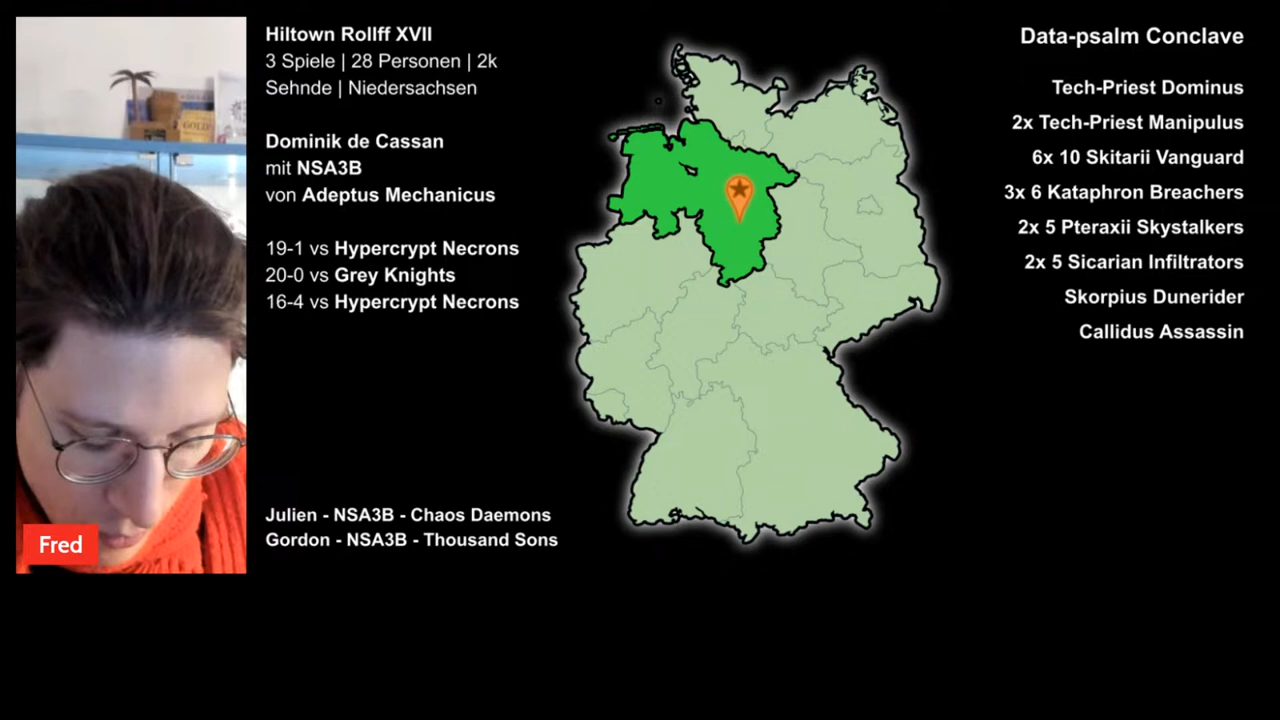 Hiltown Rollff XVII
3 Spiele | 28 Personen | 2k
Sehnde | Niedersachsen
Dominik de Cassan
mit NSA3B
von Adeptus Mechanicus
19-1 vs Hypercrypt Necrons
20-0 vs Grey Knights
16-4 vs Hypercrypt Necrons
Julien - NSA3B - Chaos Daemons
Gordon - NSA3B - Thousand Sons
Data-psalm Conclave
Tech-Priest Dominus
2x Tech-Priest Manipulus
6x 10 Skitarii Vanguard
3x 6 Kataphron Breachers
2x 5 Pteraxii Skystalkers
2x 5 Sicarian Infiltrators
Skorpius Dunerider
Callidus Assassin
GOLD
Fred